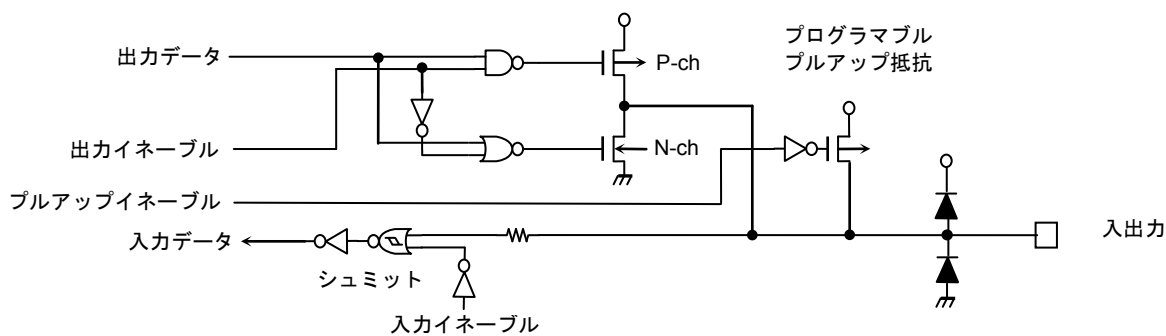 出力データ
出力イネーブル
プルアップイネーブル
入力データ
シュミット
入力イネーブル
P-ch
N-ch
プログラマブル
プルアップ抵抗
入出力